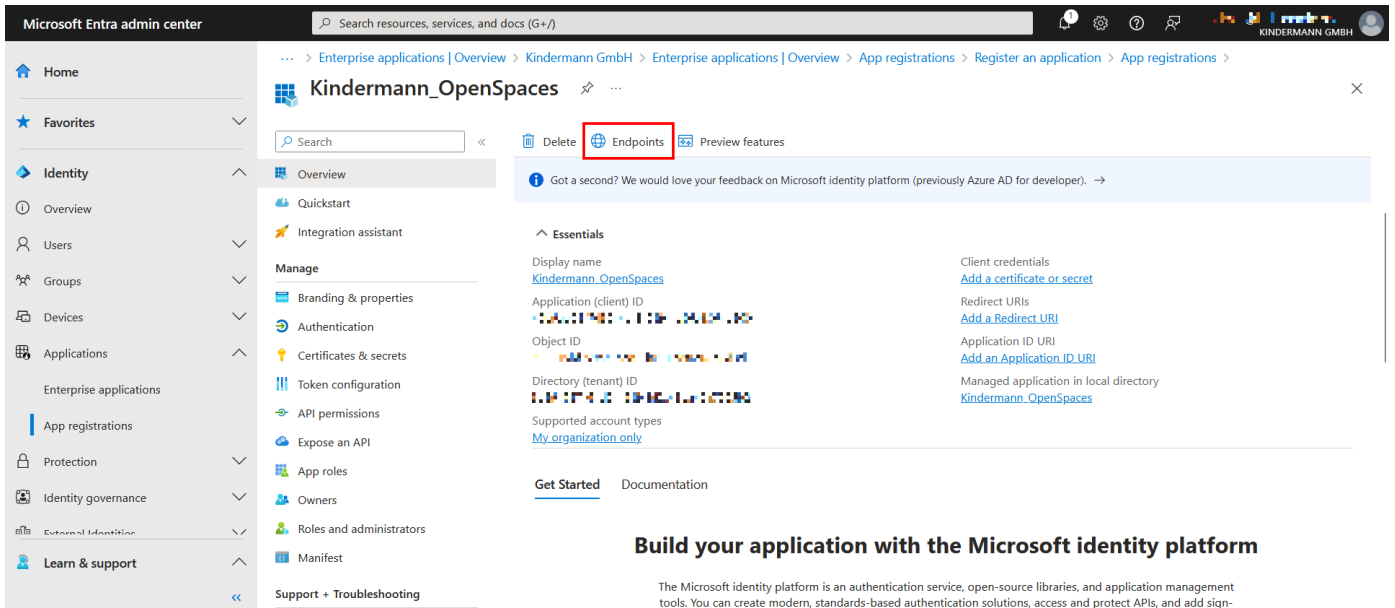 Microsoft Entra admin center
Search resources, services, and docs (G+/)
1
KINDERMANN GMBH
Home
Favorites
Identity
Overview
Users
Groups
Devices
Applications
Enterprise applications
App registrations
Protection
Identity governance
External Identities
Learn & support
«
··· > Enterprise applications | Overview > Kindermann GmbH > Enterprise applications | Overview > App registrations > Register an application > App registrations >
Kindermann_OpenSpaces ···
Search «
Overview
Quickstart
Integration assistant
Manage
Branding & properties
Authentication
Certificates & secrets
Token configuration
API permissions
Expose an API
App roles
Owners
Roles and administrators
Manifest
Support + Troubleshooting
Delete Endpoints Preview features
Got a second? We would love your feedback on Microsoft identity platform (previously Azure AD for developer). →
Essentials
Display name
Kindermann_OpenSpaces
Application (client) ID
Object ID
Directory (tenant) ID
Supported account types
My organization only
Client credentials
Add a certificate or secret
Redirect URIs
Add a Redirect URI
Application ID URI
Add an Application ID URI
Managed application in local directory
Kindermann_OpenSpaces
Get Started Documentation
Build your application with the Microsoft identity platform
The Microsoft identity platform is an authentication service, open-source libraries, and application management
tools. You can create modern, standards-based authentication solutions, access and protect APIs, and add sign-